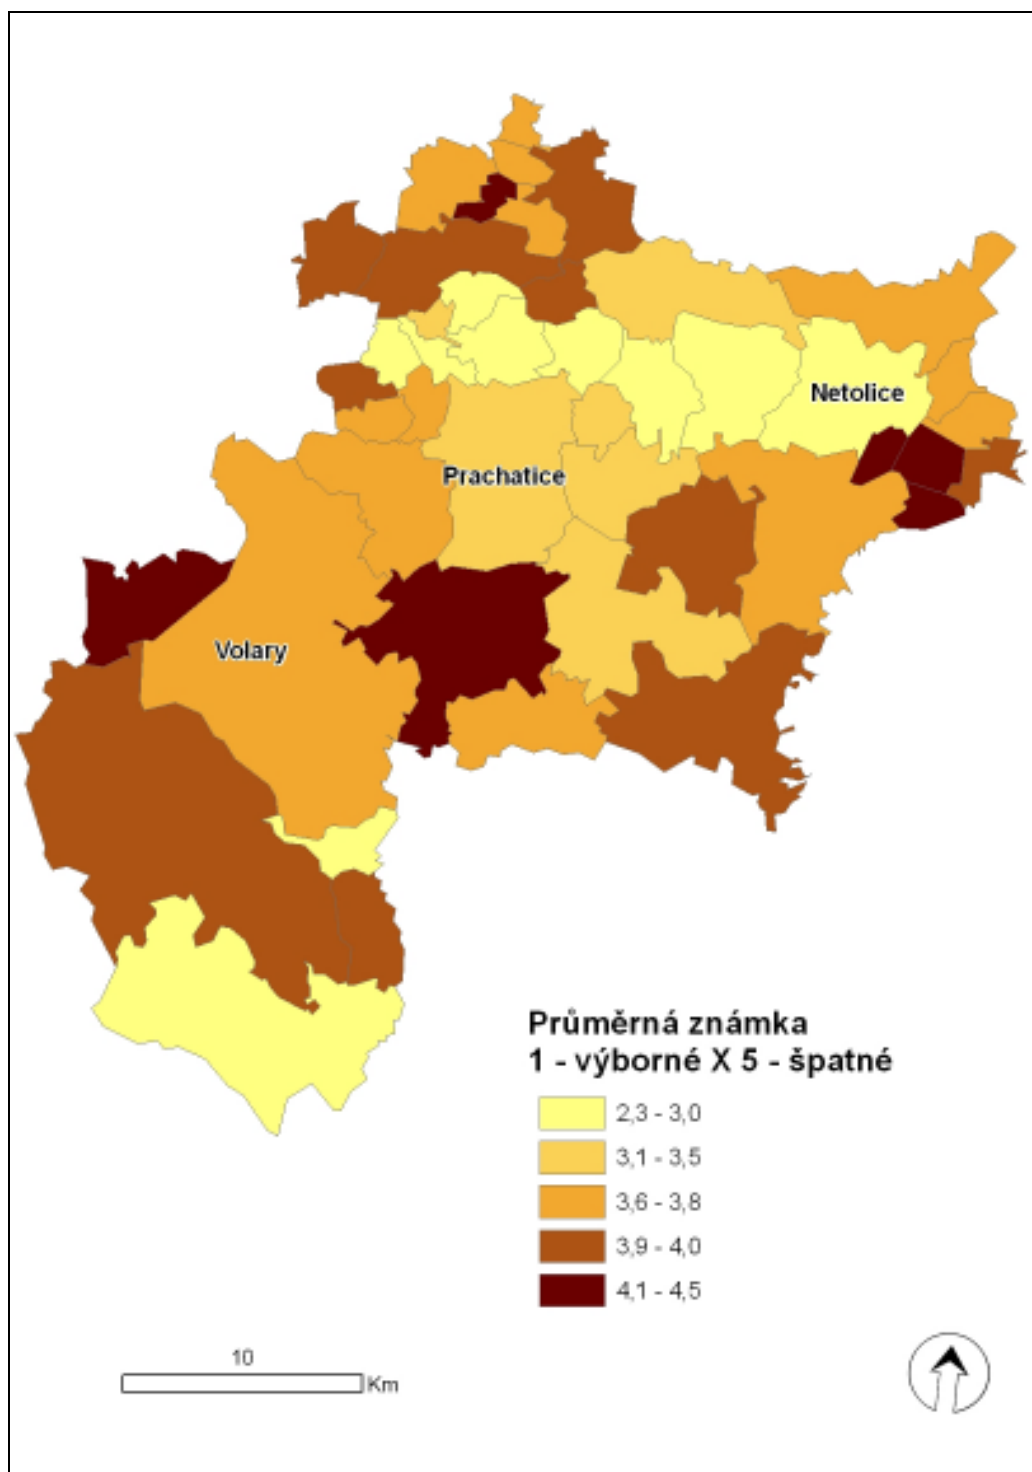 Netolice
Prachatice
Volary
Průměrná známka
1 - výborné X 5 - špatné
2,3 - 3,0
3,1 - 3,5
3,6 - 3,8
3,9 - 4,0
4,1 - 4,5
10
Km